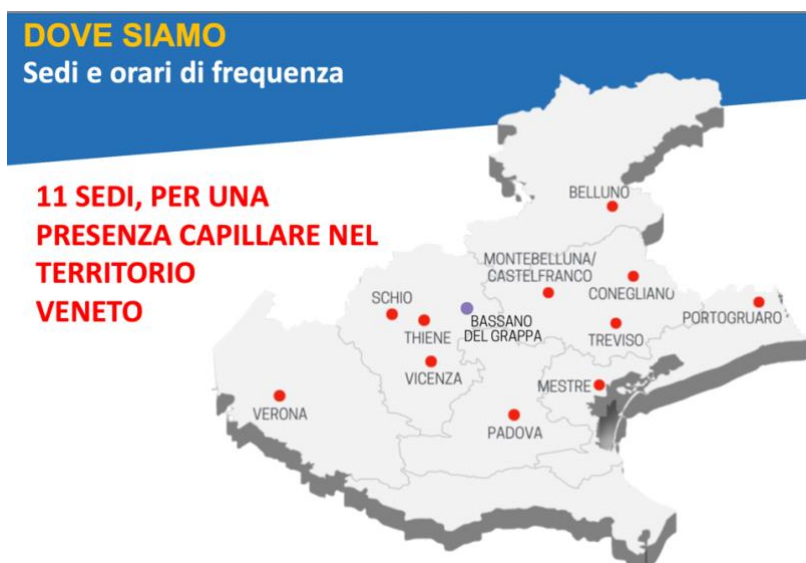 DOVE SIAMO
Sedi e orari di frequenza
11 SEDI, PER UNA
PRESENZA CAPILLARE NEL
TERRITORIO
VENETO
BELLUNO
MONTEBELLUNA/
CASTELFRANCO
CONEGLIANO
SCHIO
THIENE
BASSANO
DEL GRAPPA
TREVISO
PORTOGRUARO
VICENZA
MESTRE
VERONA
PADOVA